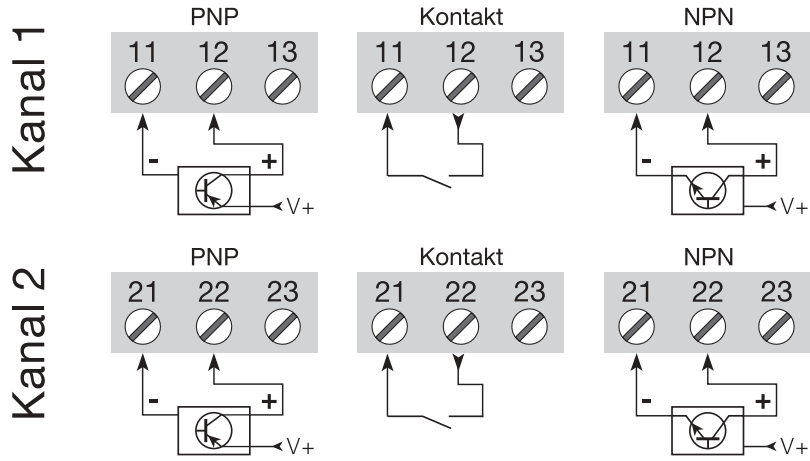 Kanal 1
PNP
11 12 13
- +
V+
Kontakt
11 12 13
NPN
11 12 13
- +
V+
Kanal 2
PNP
21 22 23
- +
V+
Kontakt
21 22 23
NPN
21 22 23
- +
V+